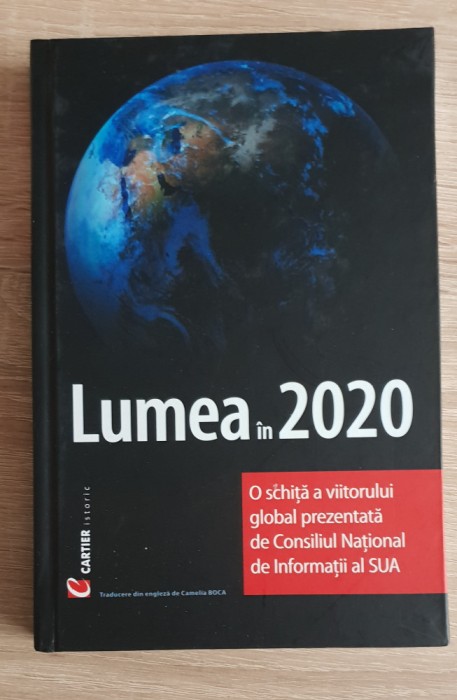 Lumea în 2020
O schiță a viitorului
global prezentată
de Consiliul Național
de Informații al SUA
CARTIER istoric
Traducere din engleză de Camelia BOCA